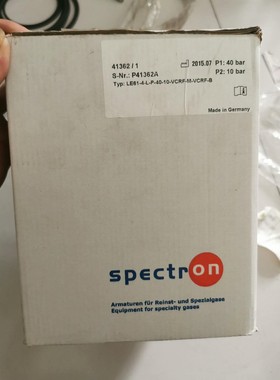 41362 / 1
2015.07 P1: 40 bar
S-Nr.: P41362A
P2: 10 bar
Typ: LE61-4-L-P-40-10-VCRF-M-VCRF-B
Made in Germany
spectron
Armaturen für Reinst- und Spezialgase
Equipment for specialty gases